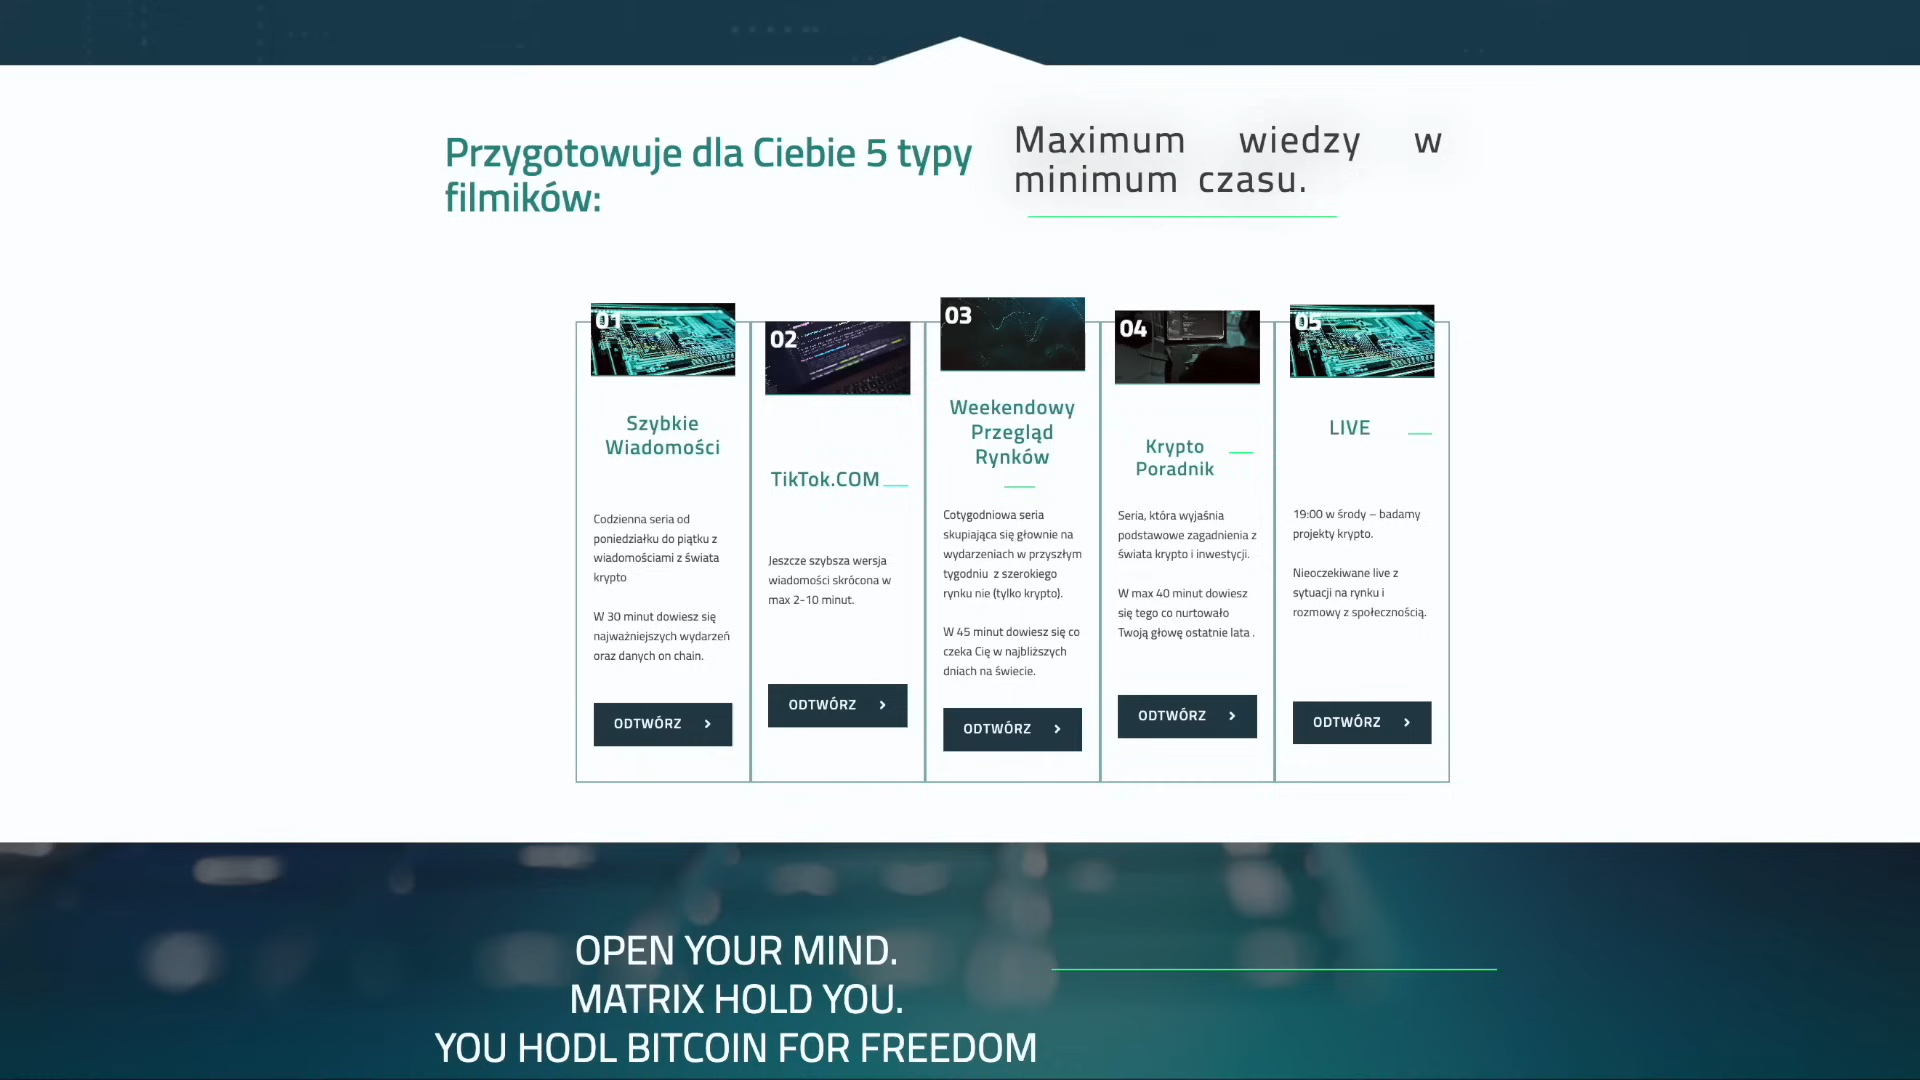 Przygotowuje dla Ciebie 5 typy
filmików:
Maximum wiedzy w
minimum czasu.
01
Szybkie
Wiadomości
Codzienna seria od
poniedziałku do piątku z
wiadomościami z świata
krypto
W 30 minut dowiesz się
najważniejszych wydarzeń
oraz danych on chain.
ODTWÓRZ
02
TikTok.COM
Jeszcze szybsza wersja
wiadomości skrócona w
max 2-10 minut.
ODTWÓRZ
03
Weekendowy
Przegląd
Rynków
Cotygodniowa seria
skupiająca się głownie na
wydarzeniach w przyszłym
tygodniu z szerokiego
rynku nie (tylko krypto).
W 45 minut dowiesz się co
czeka Cię w najbliższych
dniach na świecie.
ODTWÓRZ
04
Krypto
Poradnik
Seria, która wyjaśnia
podstawowe zagadnienia z
świata krypto i inwestycji.
W max 40 minut dowiesz
się tego co nurtowało
Twoją głowę ostatnie lata .
ODTWÓRZ
05
LIVE
19:00 w środy – badamy
projekty krypto.
Nieoczekiwane live z
sytuacji na rynku i
rozmowy z społecznością.
ODTWÓRZ
OPEN YOUR MIND.
MATRIX HOLD YOU.
YOU HODL BITCOIN FOR FREEDOM